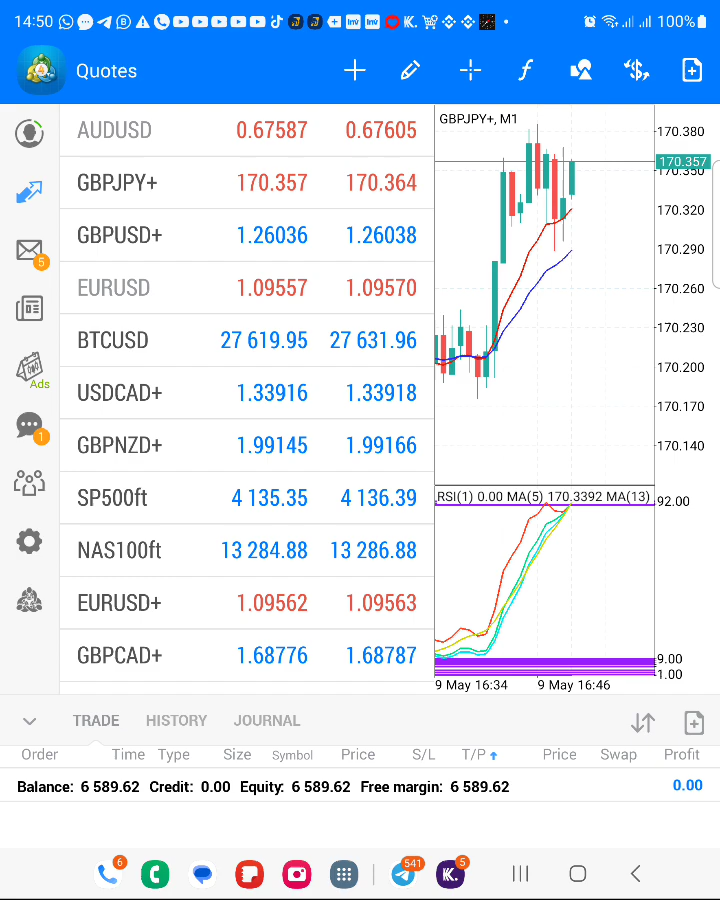 14:50 100%
Quotes
AUDUSD 0.67587 0.67605
GBPJPY+ 170.357 170.364
GBPUSD+ 1.26036 1.26038
EURUSD 1.09557 1.09570
BTCUSD 27 619.95 27 631.96
USDCAD+ 1.33916 1.33918
GBPNZD+ 1.99145 1.99166
SP500ft 4 135.35 4 136.39
NAS100ft 13 284.88 13 286.88
EURUSD+ 1.09562 1.09563
GBPCAD+ 1.68776 1.68787
5
Ads
1
GBPJPY+, M1
170.380
170.357
170.350
170.320
170.290
170.260
170.230
170.200
170.170
170.140
RSI(1) 0.00 MA(5) 170.3392 MA(13)
92.00
9.00
1.00
9 May 16:34 9 May 16:46
TRADE HISTORY JOURNAL
Order Time Type Size Symbol Price S/L T/P Price Swap Profit
Balance: 6 589.62 Credit: 0.00 Equity: 6 589.62 Free margin: 6 589.62 0.00
6 541 K. 5